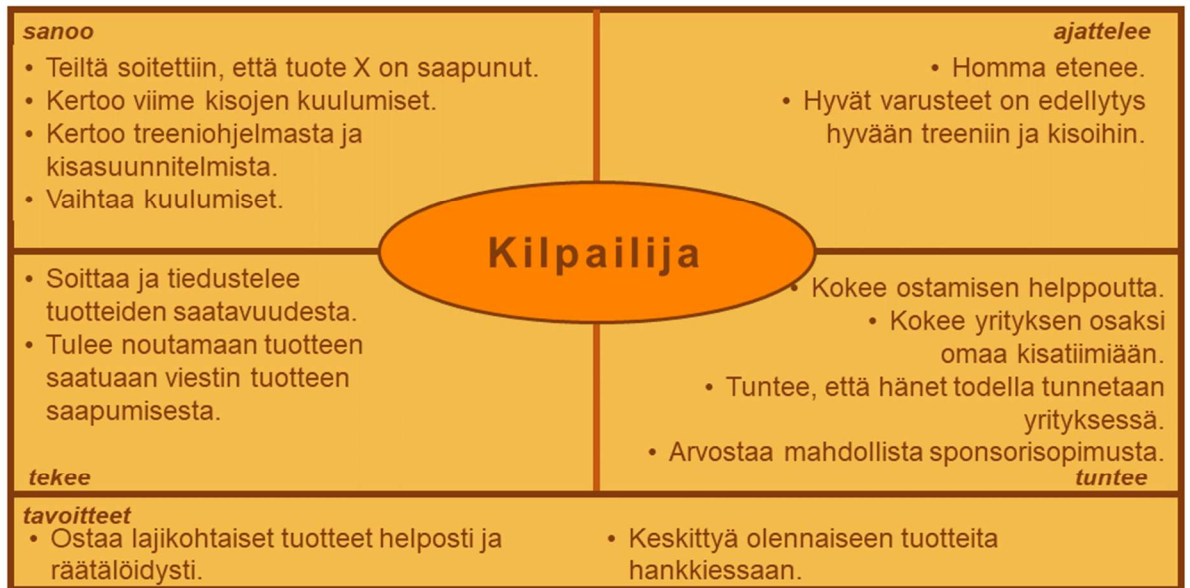 sanoo
• Teiltä soitettiin, että tuote X on saapunut.
• Kertoo viime kisojen kuulumiset.
• Kertoo treeniohjelmasta ja
kisasuunnitelmista.
• Vaihtaa kuulumiset.
ajattelee
• Homma etenee.
• Hyvät varusteet on edellytys
hyvään treeniin ja kisoihin.
Kilpailija
• Soittaa ja tiedustelee
tuotteiden saatavuudesta.
• Tulee noutamaan tuotteen
saatuaan viestin tuotteen
saapumisesta.
tekee
• Kokee ostamisen helppoutta.
• Kokee yrityksen osaksi
omaa kisatiimiään.
• Tuntee, että hänet todella tunnetaan
yrityksessä.
• Arvostaa mahdollista sponsorisopimusta.
tuntee
tavoitteet
• Ostaa lajikohtaiset tuotteet helposti ja
räätälöidysti.
• Keskittyä olennaiseen tuotteita
hankkiessaan.